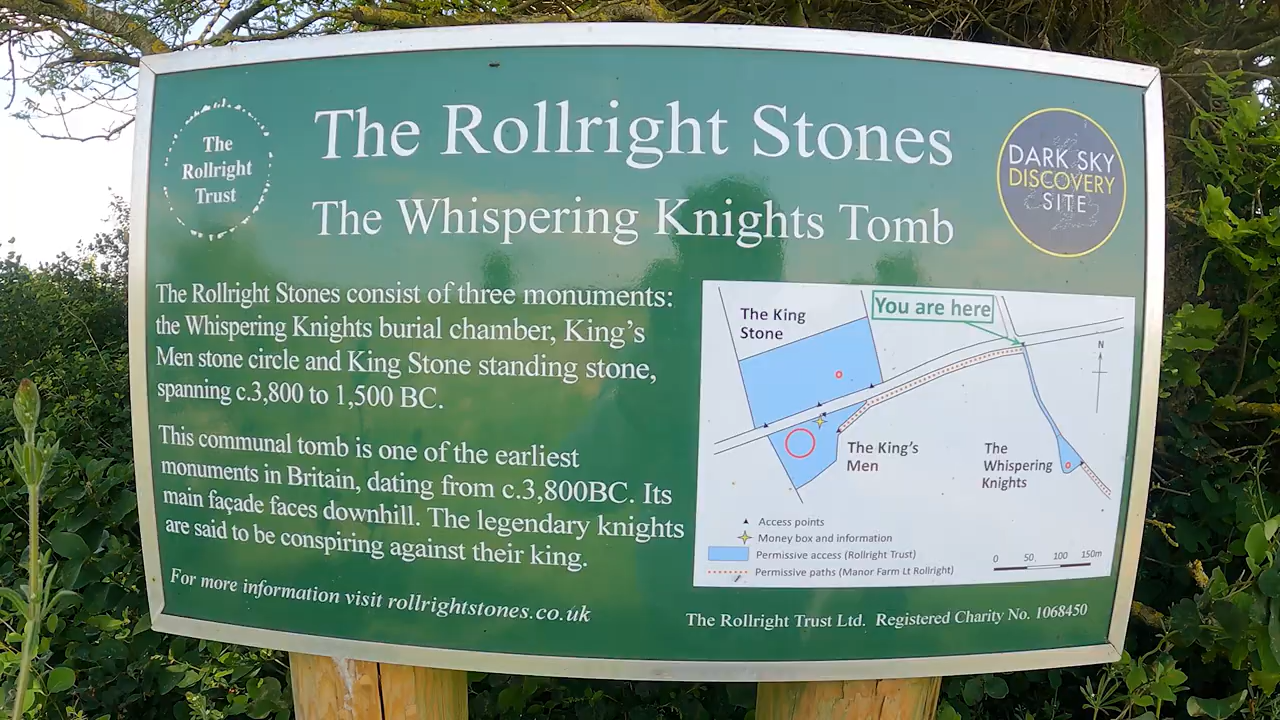 The
Rollright
Trust
The Rollright Stones
The Whispering Knights Tomb
DARK SKY
DISCOVERY
SITE
The Rollright Stones consist of three monuments:
the Whispering Knights burial chamber, King's
Men stone circle and King Stone standing stone,
spanning c.3,800 to 1,500 BC.
This communal tomb is one of the earliest
monuments in Britain, dating from c.3,800BC. Its
main façade faces downhill. The legendary knights
are said to be conspiring against their king.
For more information visit rollrightstones.co.uk
The King
Stone
You are here
N
The King's
Men
The
Whispering
Knights
Access points
Money box and information
Permissive access (Rollright Trust)
Permissive paths (Manor Farm Lt Rollright)
0 50 100 150m
The Rollright Trust Ltd. Registered Charity No. 1068450